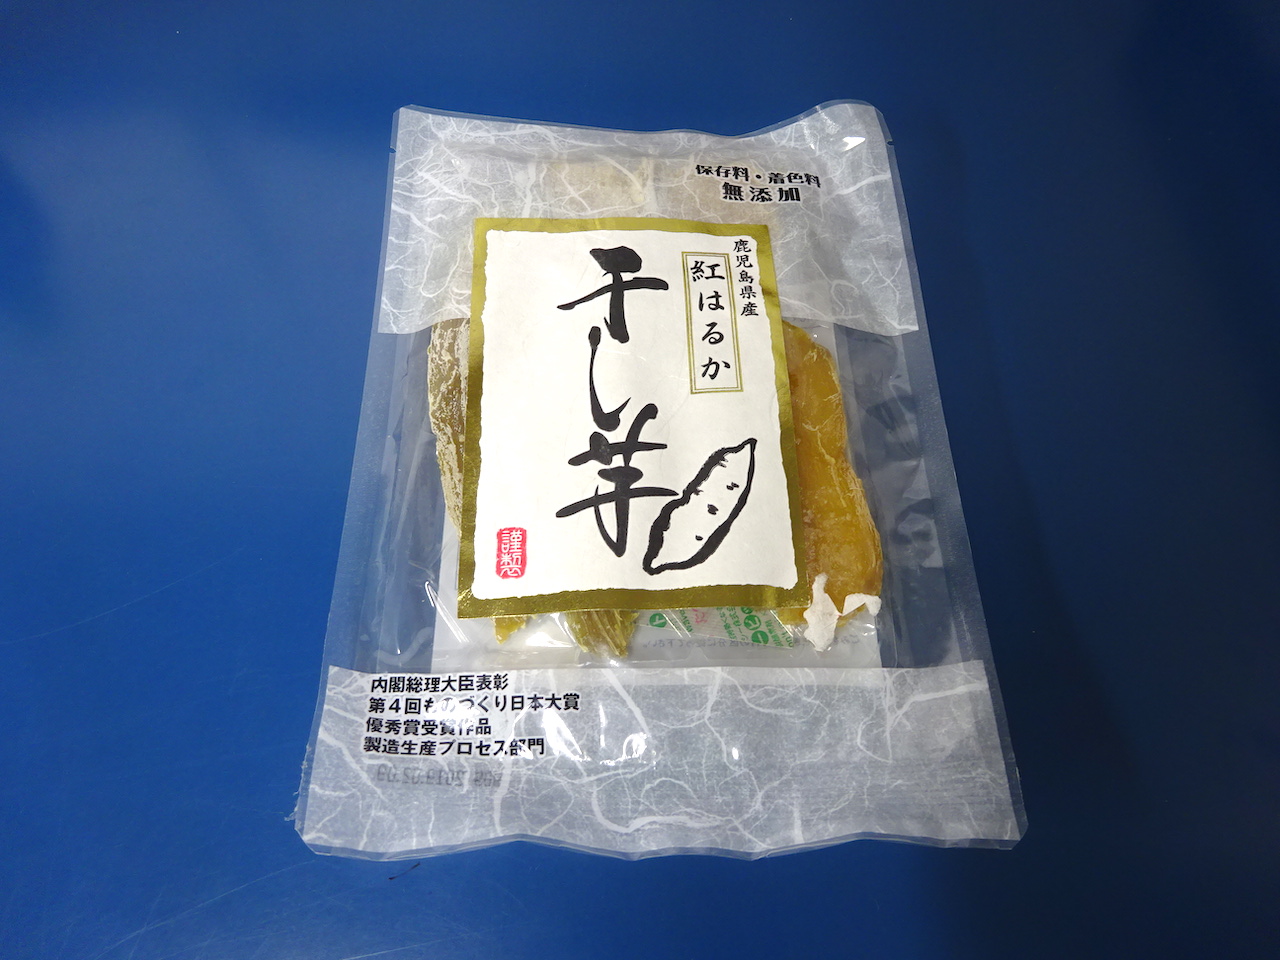 保存料・着色料
無添加
鹿児島県産
紅はるか
干し芋
謹製
内閣総理大臣表彰
第4回ものづくり日本大賞
優秀賞受賞作品
製造生産プロセス部門